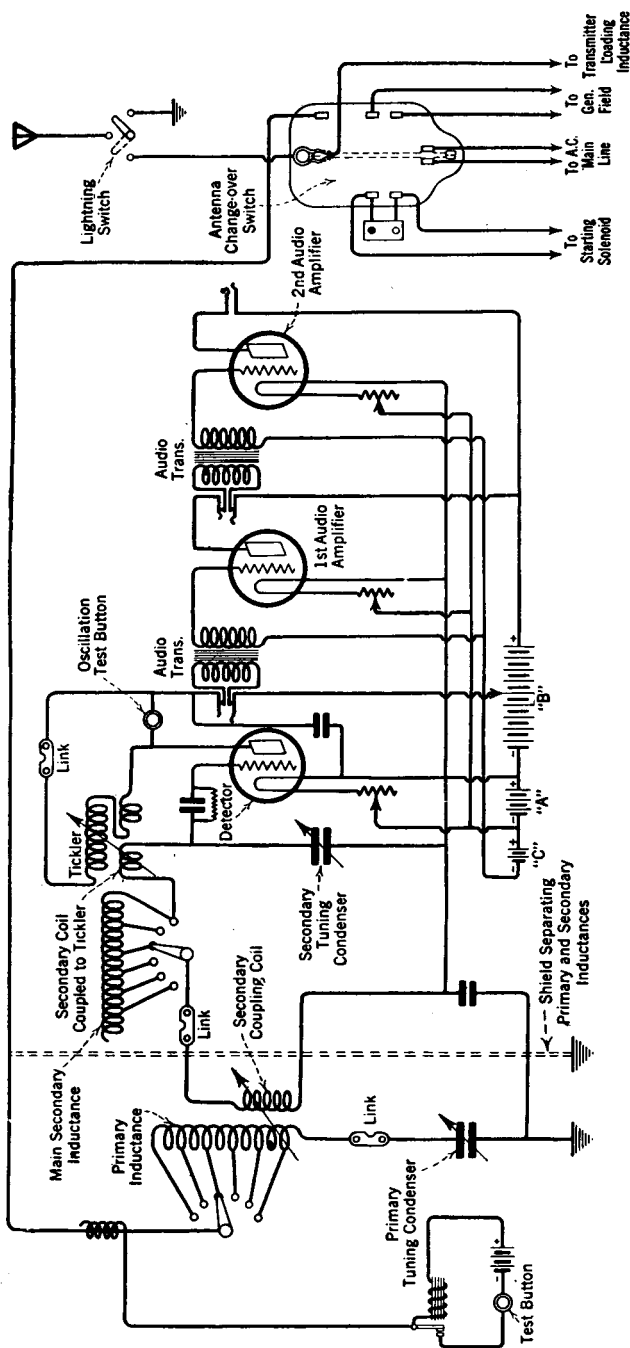 Lightning
Switch
Antenna
Change-over
Switch
To
Transmitter
Loading
Inductance
To
Gen.
Field
To A.C.
Main
Line
To
Starting
Solenoid
2nd Audio
Amplifier
Audio
Trans.
1st Audio
Amplifier
Audio
Trans.
Oscillation
Test Button
Link
Tickler
Detector
Secondary Coil
Coupled to Tickler
Secondary
Tuning
Condenser
"B"
"A"
"C"
Main Secondary
Inductance
Link
Secondary
Coupling Coil
Shield Separating
Primary and Secondary
Inductances
Primary
Inductance
Link
Primary
Tuning Condenser
Test Button